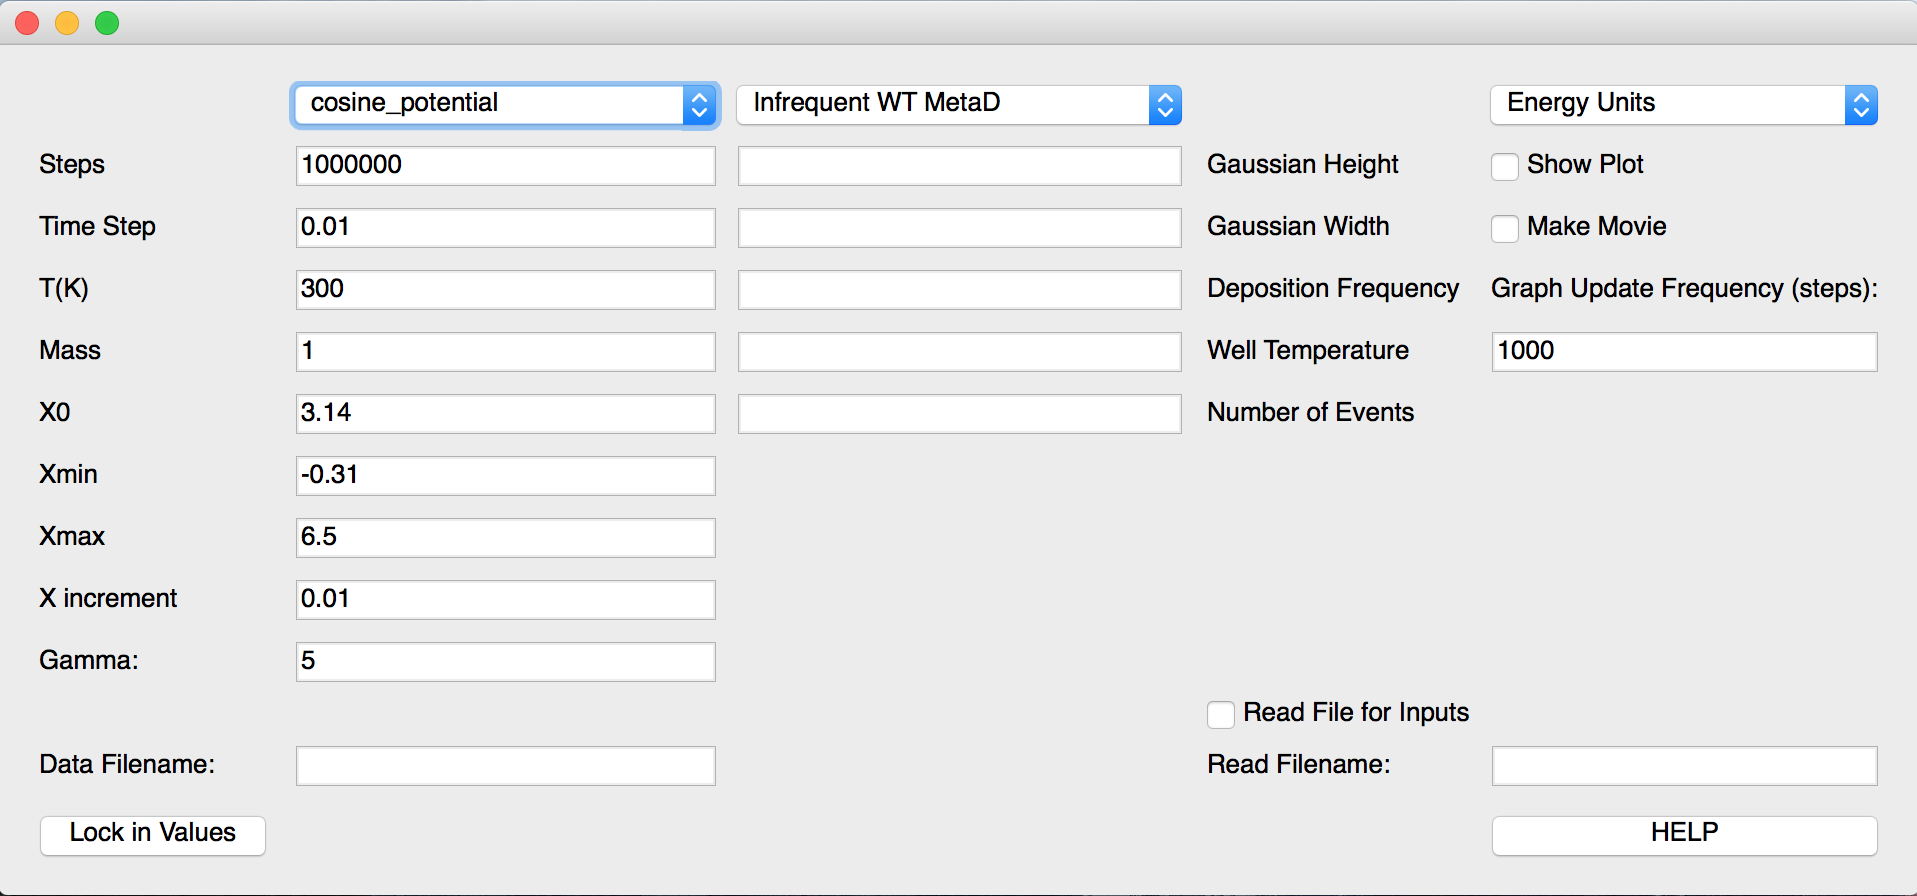 cosine_potential Infrequent WT MetaD Energy Units
Steps 1000000 Gaussian Height Show Plot
Time Step 0.01 Gaussian Width Make Movie
T(K) 300 Deposition Frequency Graph Update Frequency (steps):
Mass 1 Well Temperature 1000
X0 3.14 Number of Events
Xmin -0.31
Xmax 6.5
X increment 0.01
Gamma: 5
Read File for Inputs
Data Filename: Read Filename:
Lock in Values HELP